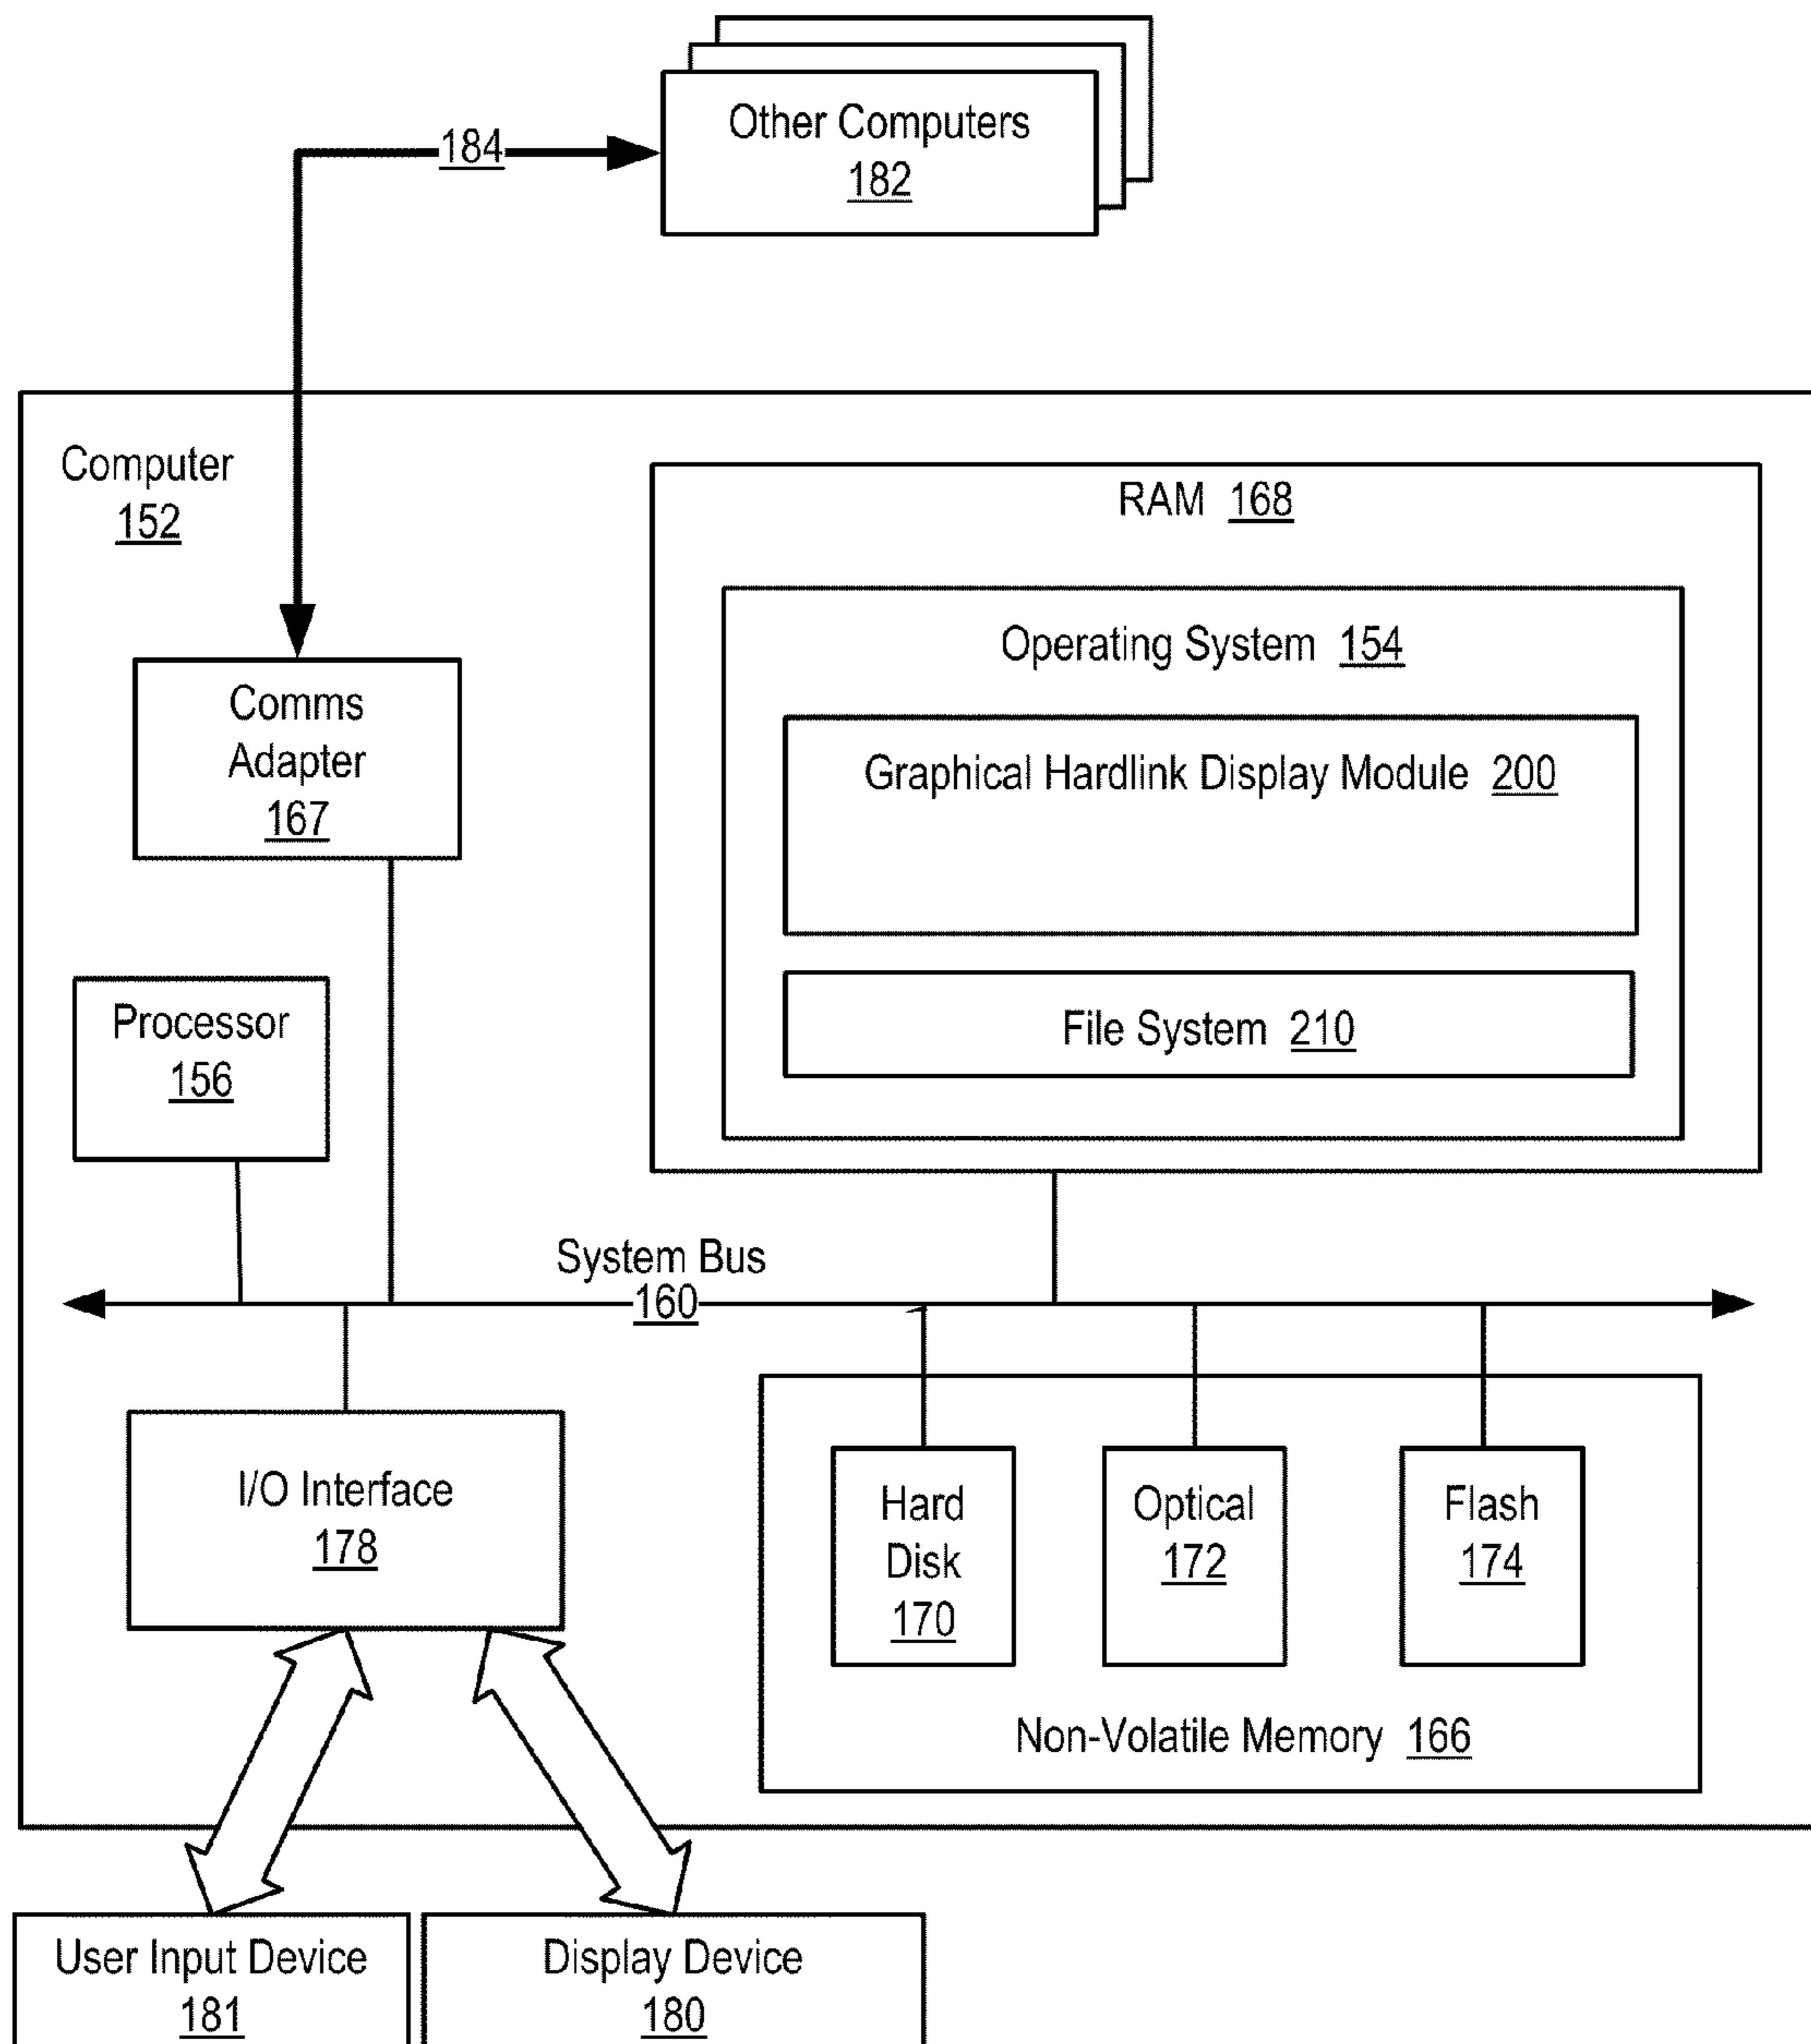 Other Computers
182
184
Computer
152
RAM 168
Operating System 154
Comms
Adapter
167
Graphical Hardlink Display Module 200
Processor
156
File System 210
System Bus
160
I/O Interface
178
Hard
Disk
170
Optical
172
Flash
174
Non-Volatile Memory 166
User Input Device
181
Display Device
180